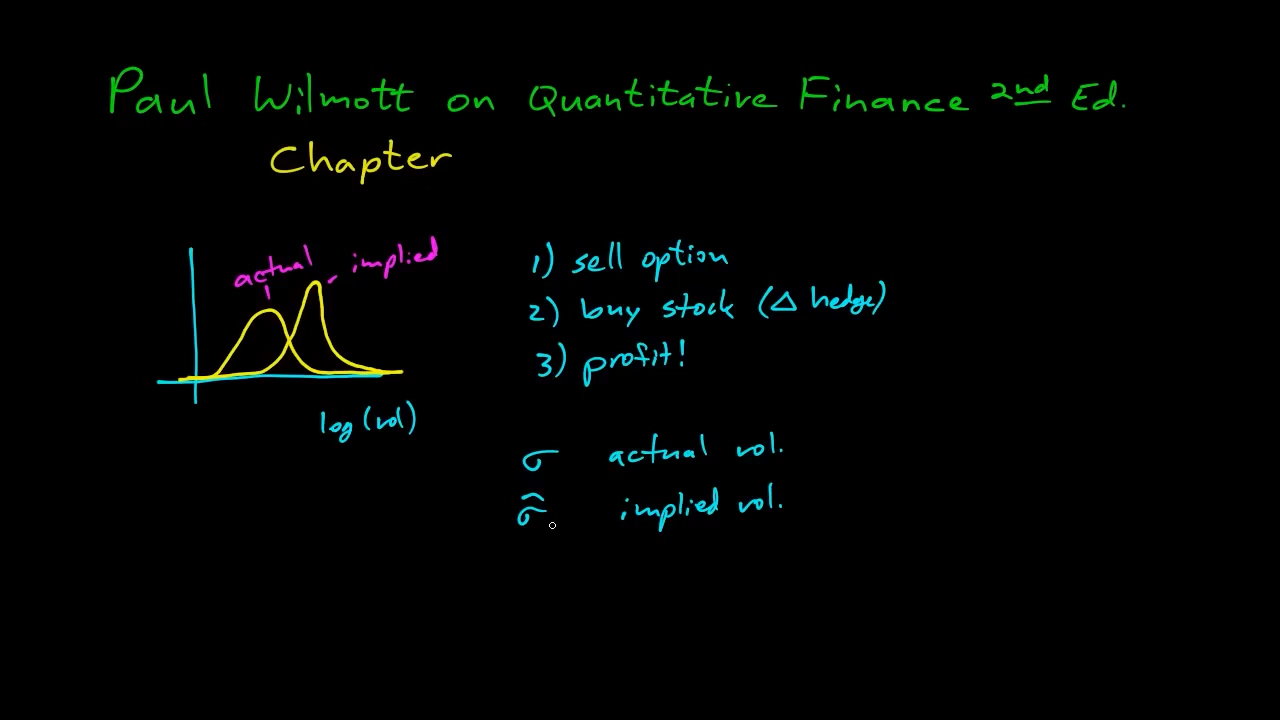 Paul Wilmott on Quantitative Finance 2nd Ed.
Chapter
actual
implied
log(vol)
1) sell option
2) buy stock (Δ hedge)
3) profit!
σ actual vol.
σ̂ implied vol.